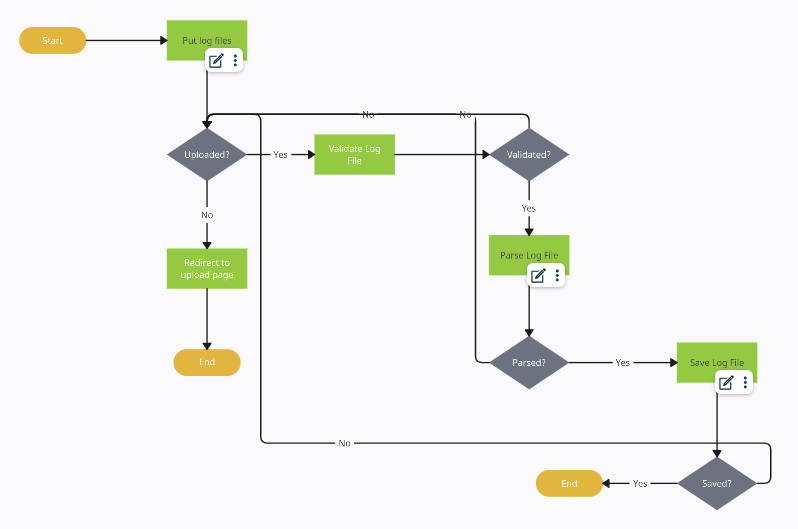 Start
Put log files
No
No
Uploaded?
Yes
Validate Log
File
Validated?
No
Yes
Redirect to
upload page
Parse Log File
End
Parsed?
Yes
Save Log File
No
End
Yes
Saved?